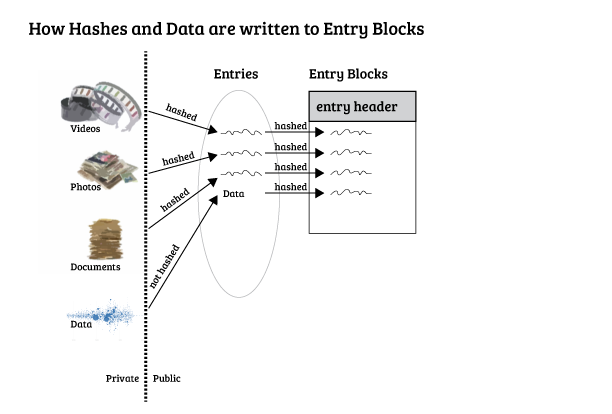 How Hashes and Data are written to Entry Blocks
Entries
Entry Blocks
entry header
Videos
hashed
hashed
Photos
hashed
hashed
hashed
Documents
hashed
hashed
Data
hashed
Data
not hashed
Private
Public